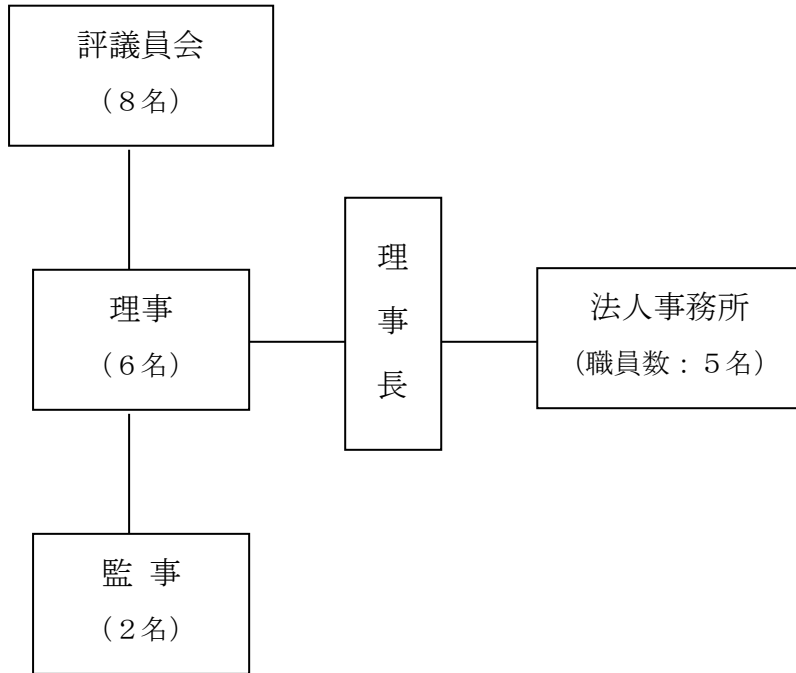 評議員会
（８名）
理事
（６名）
理事長
法人事務所
（職員数：５名）
監 事
（２名）